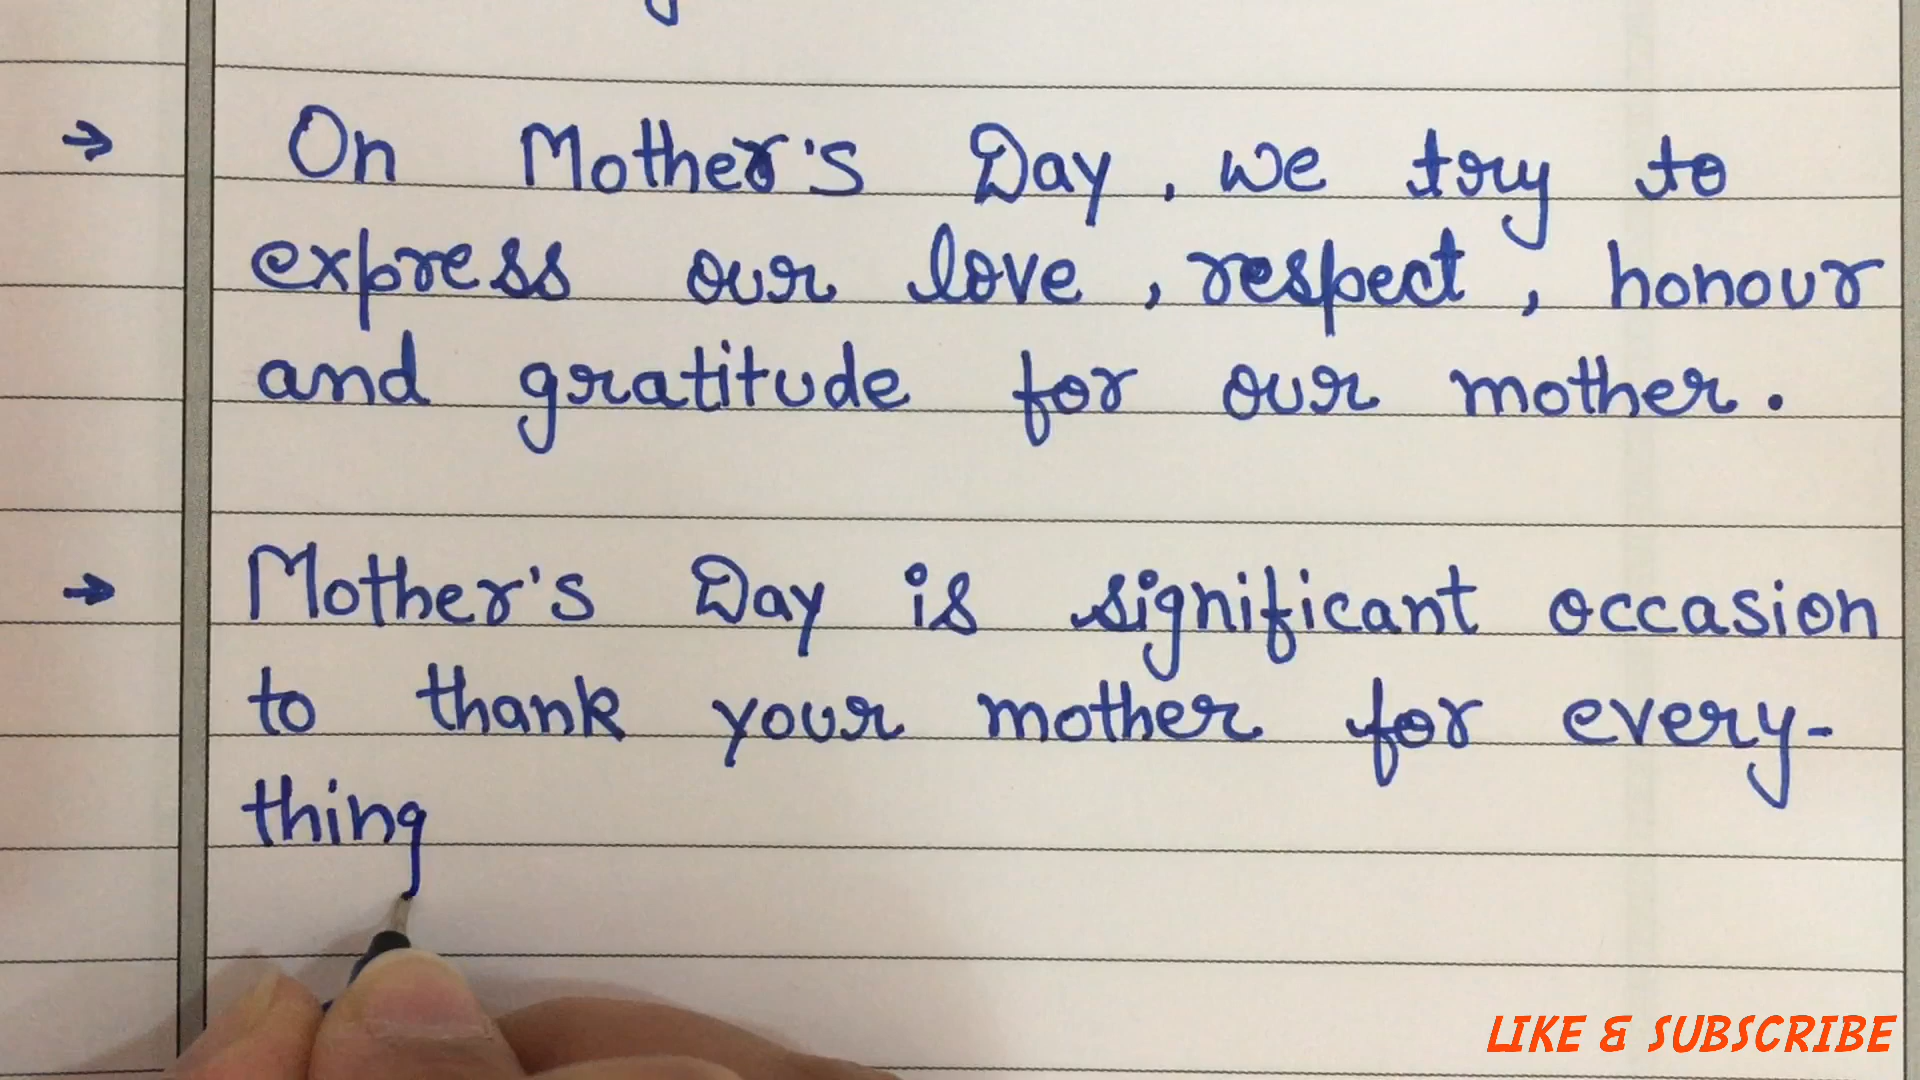 → On Mother's Day, we try to
express our love, respect, honour
and gratitude for our mother.
→ Mother's Day is significant occasion
to thank your mother for every-
thing
LIKE & SUBSCRIBE